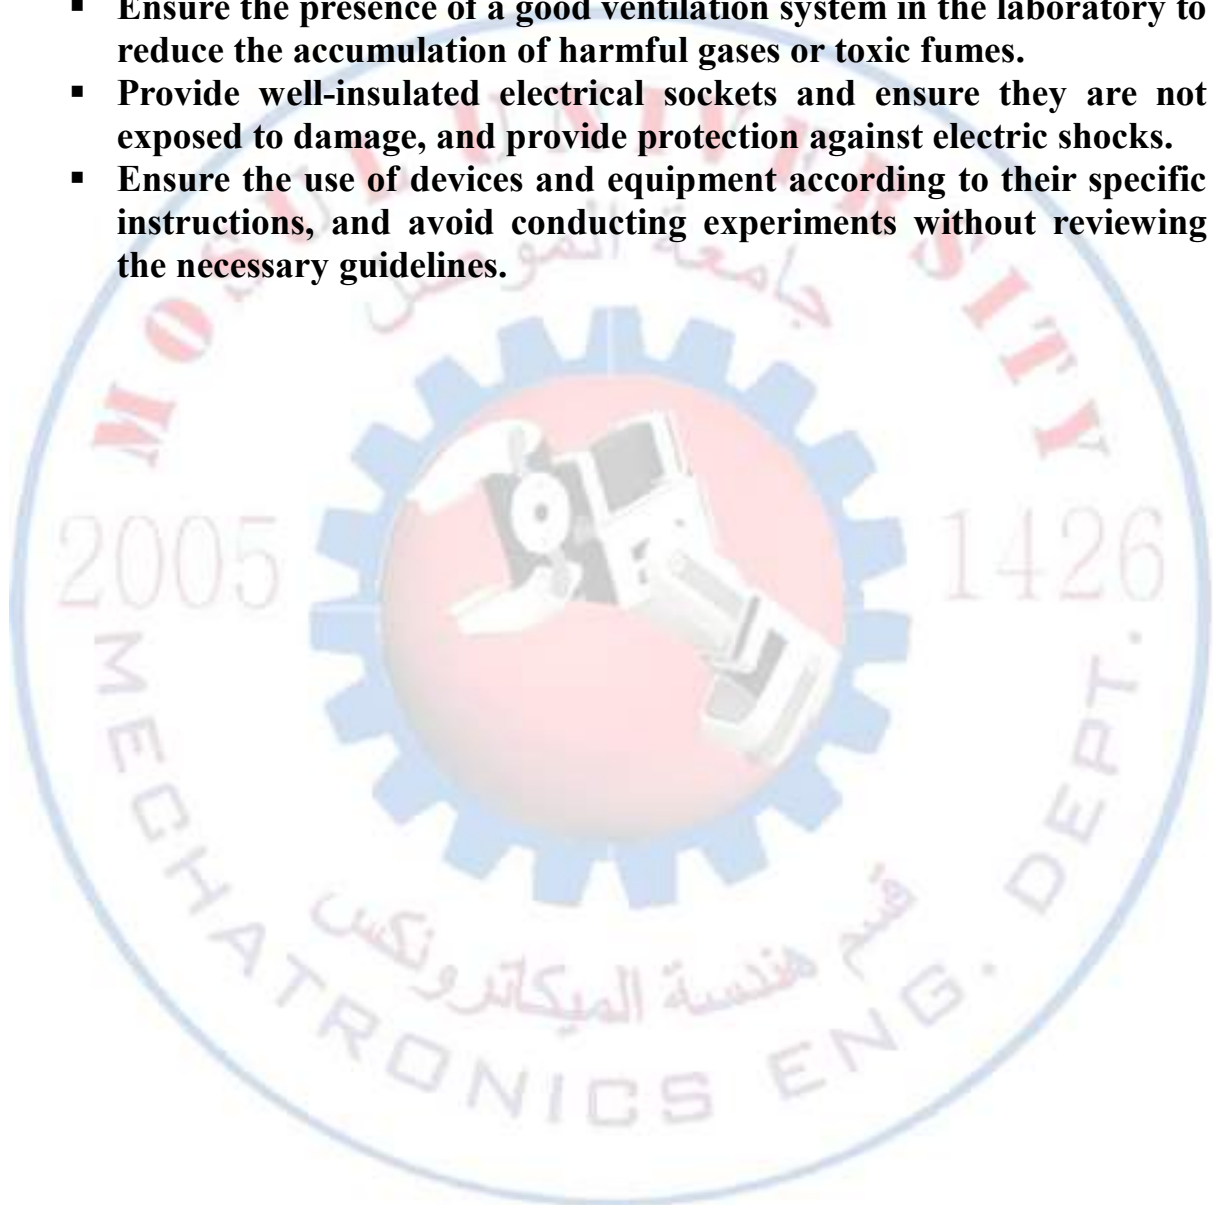 ▪ Ensure the presence of a good ventilation system in the laboratory to
reduce the accumulation of harmful gases or toxic fumes.
▪ Provide well-insulated electrical sockets and ensure they are not
exposed to damage, and provide protection against electric shocks.
▪ Ensure the use of devices and equipment according to their specific
instructions, and avoid conducting experiments without reviewing
the necessary guidelines.
MOSUL UNIVERSITY
جامعة الموصل
2005
1426
قسم هندسة الميكاترونكس
MECHATRONICS ENG. DEPT.